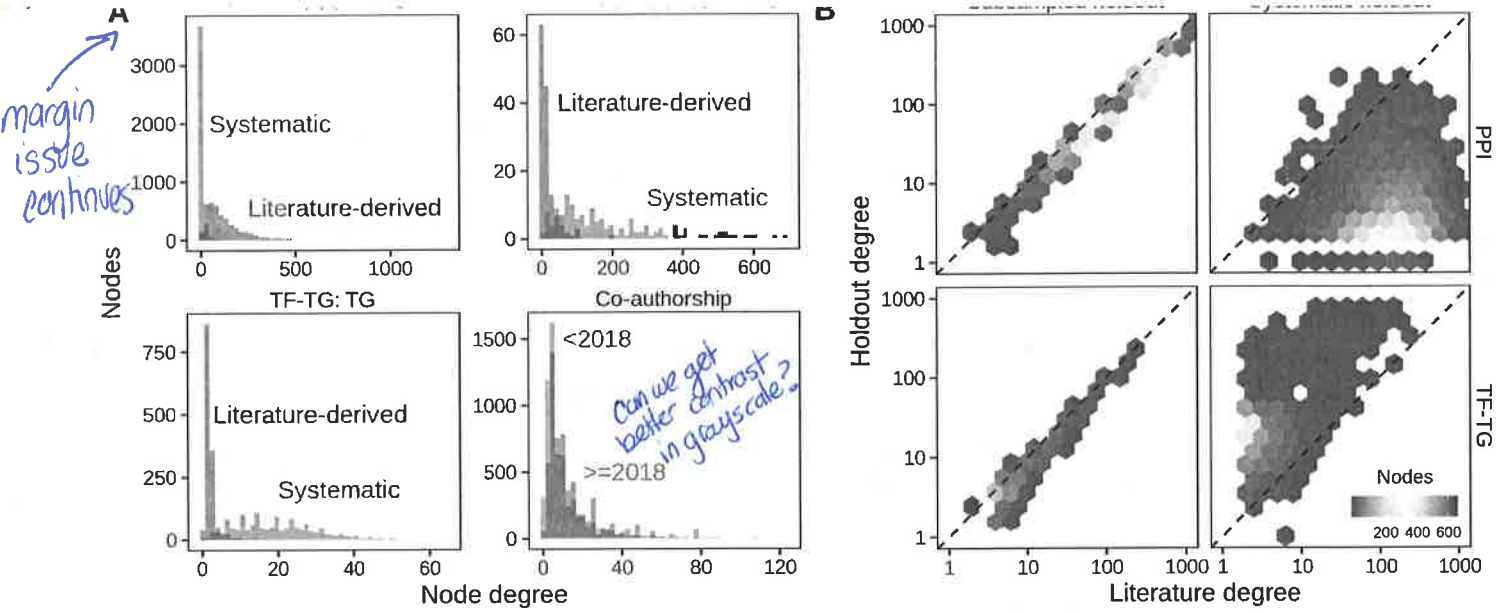 A
B
margin
issue
continues
3000
2000
1000
0
Systematic
Literature-derived
0
500
1000
60
40
20
0
Literature-derived
Systematic
0
200
400
600
Nodes
TF-TG: TG
750
500
250
0
Literature-derived
Systematic
0
20
40
60
Co-authorship
1500
1000
500
0
<2018
can we get
better contrast
in grayscale?
>=2018
0
40
80
120
Node degree
1000
100
10
1
PPI
Holdout degree
1000
100
10
1
TF-TG
Nodes
200 400 600
1
10
100
1000
1
10
100
1000
Literature degree